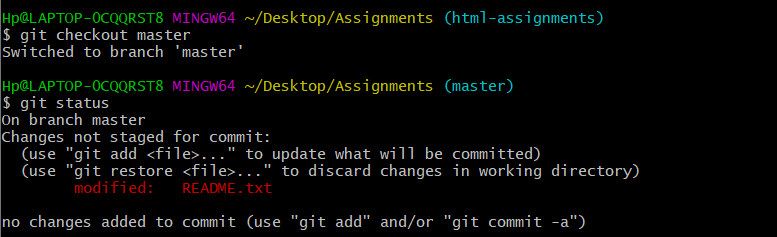 Hp@LAPTOP-OCQQRST8 MINGW64 ~/Desktop/Assignments (html-assignments)
$ git checkout master
Switched to branch 'master'
Hp@LAPTOP-OCQQRST8 MINGW64 ~/Desktop/Assignments (master)
$ git status
On branch master
Changes not staged for commit:
  (use "git add <file>..." to update what will be committed)
  (use "git restore <file>..." to discard changes in working directory)
        modified:   README.txt
no changes added to commit (use "git add" and/or "git commit -a")